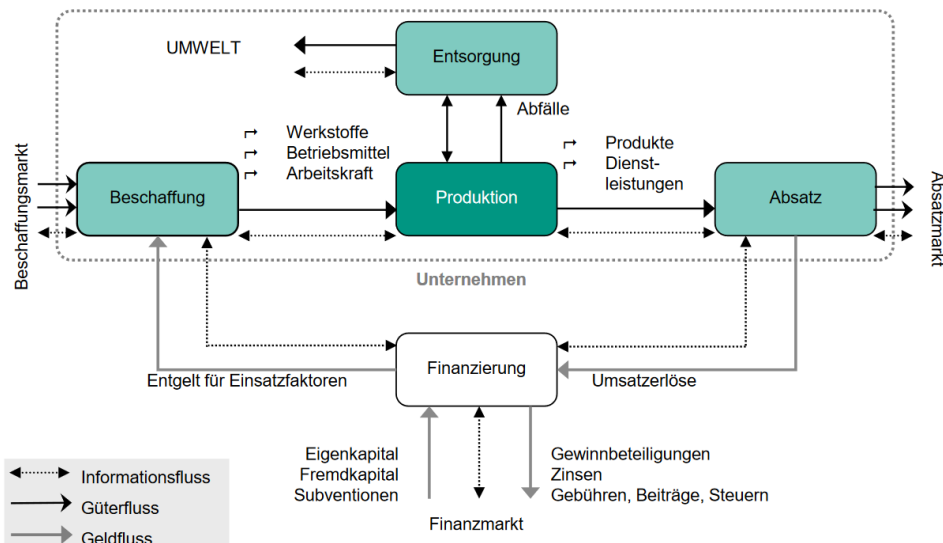 UMWELT
Entsorgung
Abfälle
Werkstoffe
Betriebsmittel
Arbeitskraft
Produkte
Dienst-
leistungen
Beschaffungsmarkt
Beschaffung
Produktion
Absatz
Absatzmarkt
Unternehmen
Finanzierung
Entgelt für Einsatzfaktoren
Umsatzerlöse
Eigenkapital
Fremdkapital
Subventionen
Gewinnbeteiligungen
Zinsen
Gebühren, Beiträge, Steuern
Finanzmarkt
Informationsfluss
Güterfluss
Geldfluss